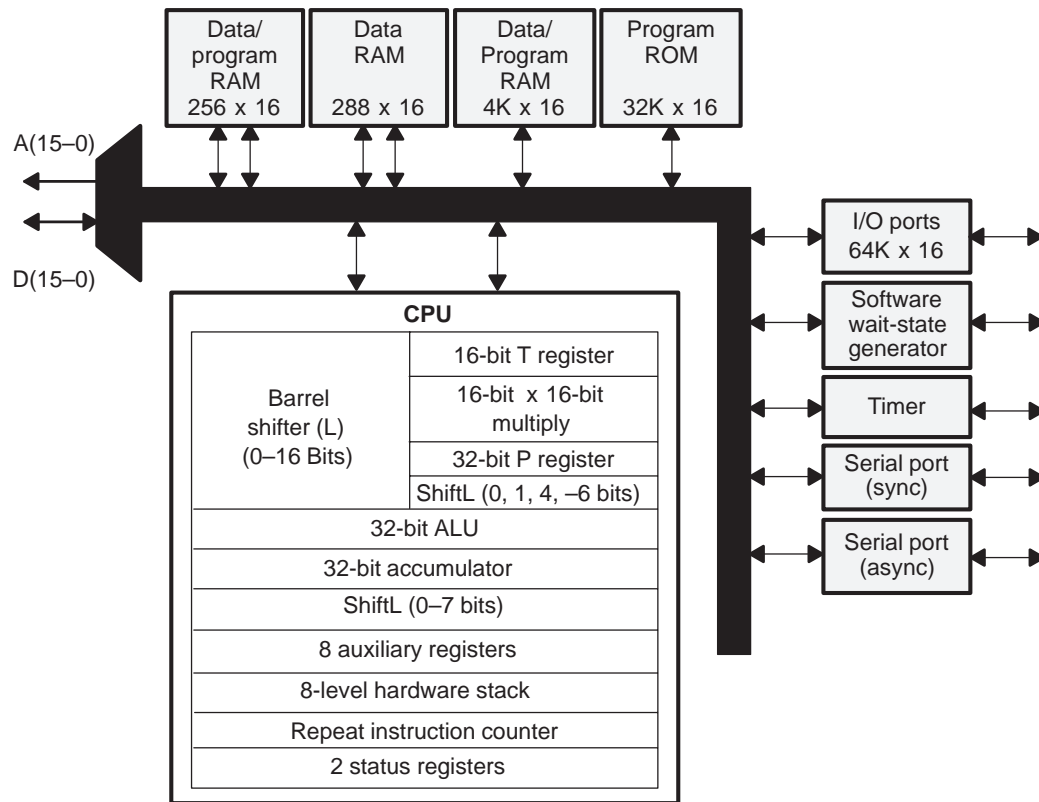 Data/
program
RAM
256 x 16
Data
RAM
288 x 16
Data/
Program
RAM
4K x 16
Program
ROM
32K x 16
A(15–0)
D(15–0)
I/O ports
64K x 16
Software
wait-state
generator
Timer
Serial port
(sync)
Serial port
(async)
CPU
Barrel
shifter (L)
(0–16 Bits)
16-bit T register
16-bit x 16-bit
multiply
32-bit P register
ShiftL (0, 1, 4, –6 bits)
32-bit ALU
32-bit accumulator
ShiftL (0–7 bits)
8 auxiliary registers
8-level hardware stack
Repeat instruction counter
2 status registers